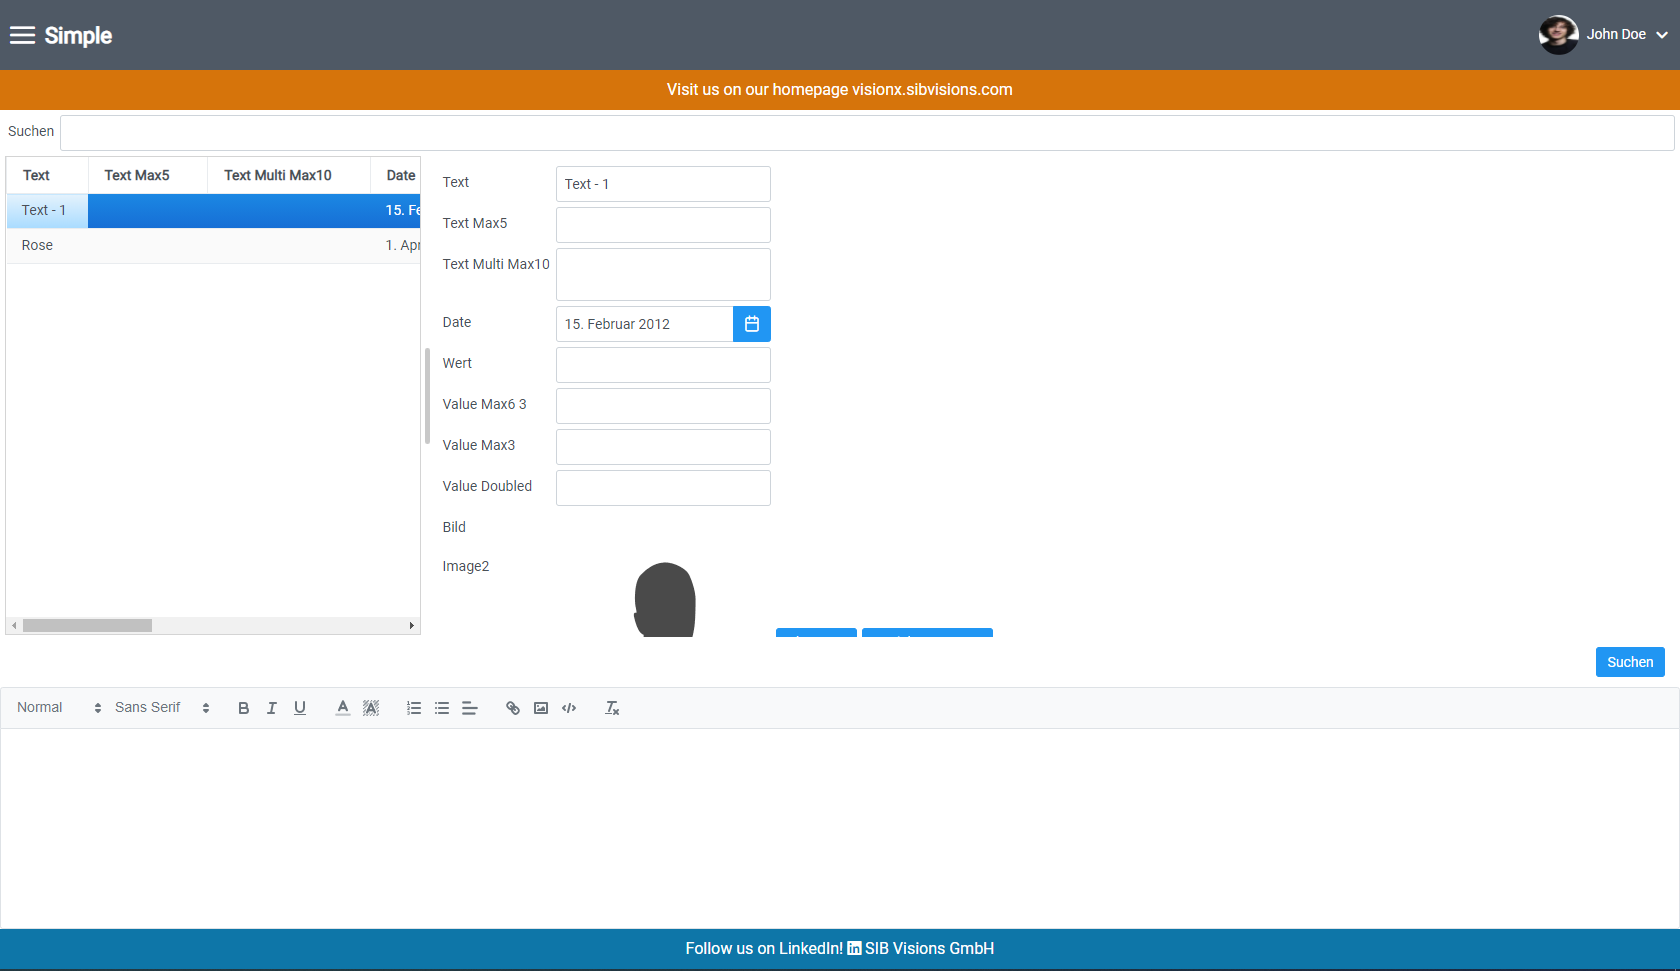 Simple
John Doe
Visit us on our homepage visionx.sibvisions.com
Suchen
Text Text Max5 Text Multi Max10 Date
Text - 1 15. Fe
Rose 1. Apr
Text Text - 1
Text Max5
Text Multi Max10
Date 15. Februar 2012
Wert
Value Max6 3
Value Max3
Value Doubled
Bild
Image2
Suchen
Normal Sans Serif
Follow us on LinkedIn! in SIB Visions GmbH